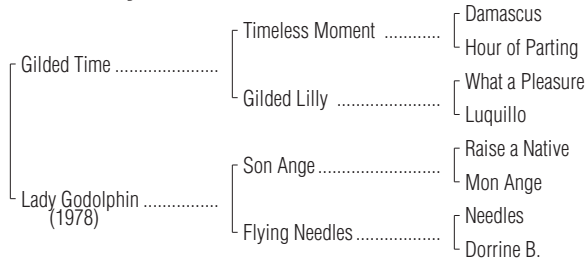 Damascus
Timeless Moment ............
Hour of Parting
Gilded Time .....................
What a Pleasure
Gilded Lilly .....................
Luquillo
Raise a Native
Son Ange.........................
Mon Ange
Lady Godolphin ...............
(1978)
Needles
Flying Needles.................
Dorrine B.